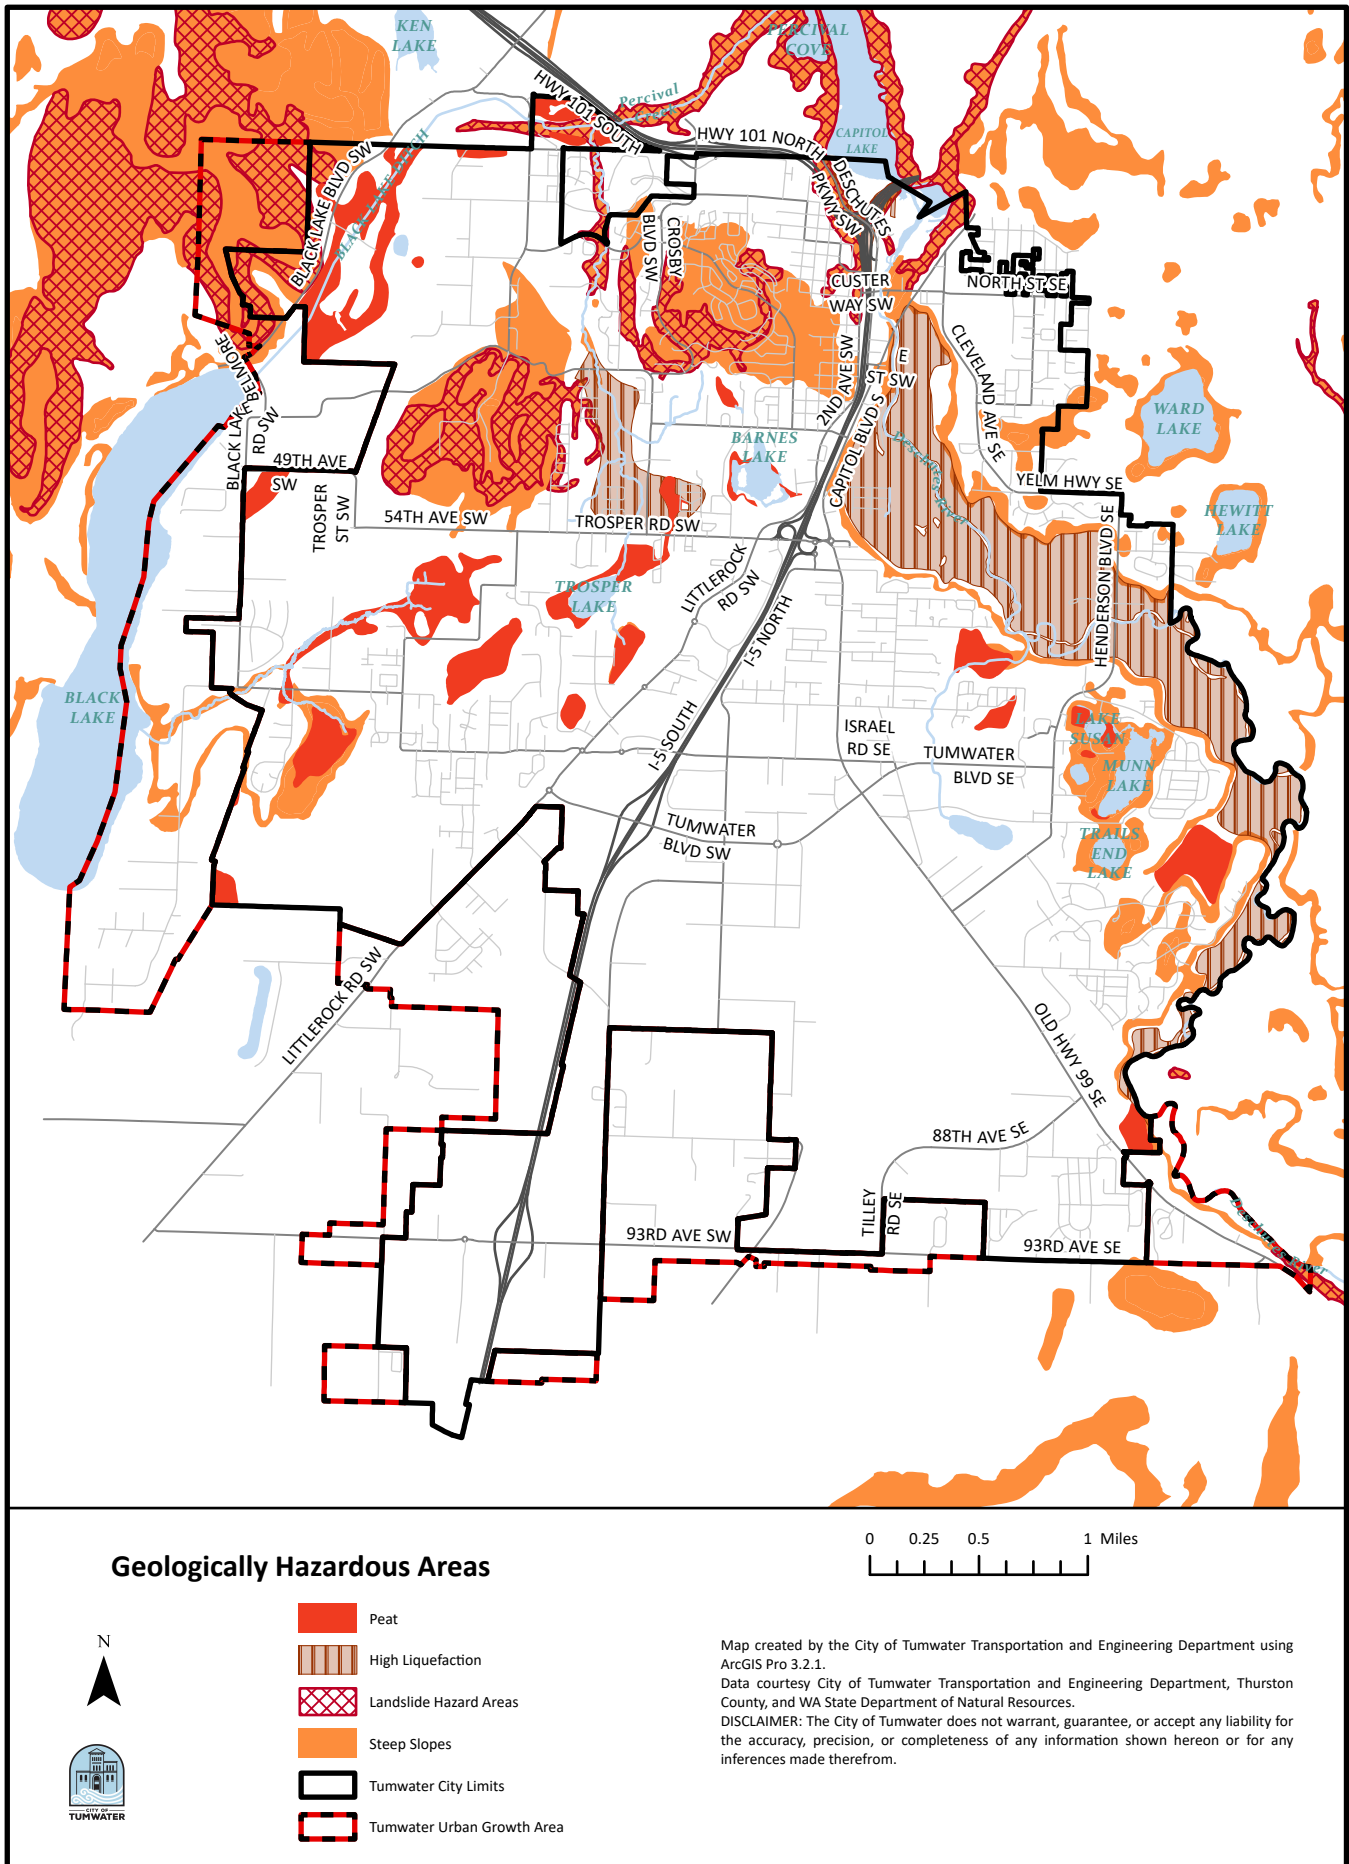 KEN
LAKE
PERCIVAL
COVE
HWY 101 SOUTH
Percival
Creek
HWY 101 NORTH
CAPITOL
LAKE
DESCHUTES
PKWY SW
BLACK LAKE BLVD SW
BLACK LAKE DITCH
CROSBY
BLVD SW
CUSTER
WAY SW
NORTH ST SE
CLEVELAND AVE SE
E
ST SW
2ND AVE SW
CAPITOL BLVD S
Deschutes River
BARNES
LAKE
WARD
LAKE
BLACK LAKE BELMORE
RD SW
49TH AVE
SW
TROSPER
ST SW
54TH AVE SW
TROSPER RD SW
YELM HWY SE
HEWITT
LAKE
HENDERSON BLVD SE
TROSPER
LAKE
LITTLEROCK
RD SW
I-5 NORTH
I-5 SOUTH
BLACK
LAKE
ISRAEL
RD SE
TUMWATER
BLVD SE
LAKE
SUSAN
MUNN
LAKE
TRAILS
END
LAKE
TUMWATER
BLVD SW
LITTLEROCK RD SW
OLD HWY 99 SE
88TH AVE SE
TILLEY
RD SE
93RD AVE SW
93RD AVE SE
Deschutes River
Geologically Hazardous Areas
0 0.25 0.5 1 Miles
N
Peat
High Liquefaction
Landslide Hazard Areas
Steep Slopes
Tumwater City Limits
Tumwater Urban Growth Area
CITY OF
TUMWATER
Map created by the City of Tumwater Transportation and Engineering Department using
ArcGIS Pro 3.2.1.
Data courtesy City of Tumwater Transportation and Engineering Department, Thurston
County, and WA State Department of Natural Resources.
DISCLAIMER: The City of Tumwater does not warrant, guarantee, or accept any liability for
the accuracy, precision, or completeness of any information shown hereon or for any
inferences made therefrom.